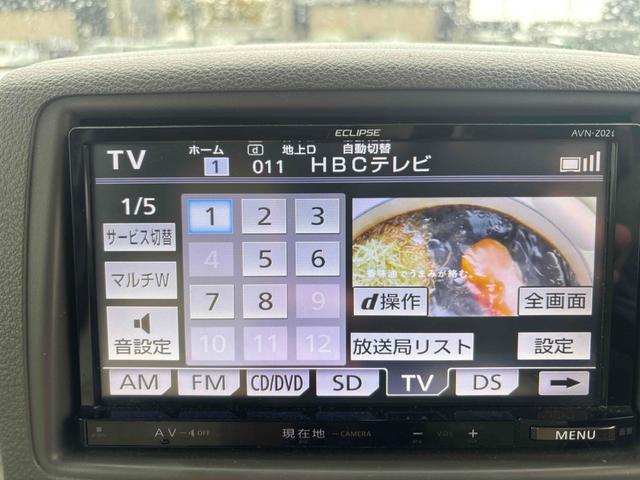 ECLIPSE AVN-Z02i
TV ホーム 1 d 地上D 自動切替 011 HBCテレビ
1/5
サービス切替
マルチW
音設定
1 2 3
4 5 6
7 8 9
10 11 12
香味油でうまみが絡む。
d操作 全画面
放送局リスト 設定
AM FM CD/DVD SD TV DS
AV OFF 現在地 CAMERA - VOL + MENU